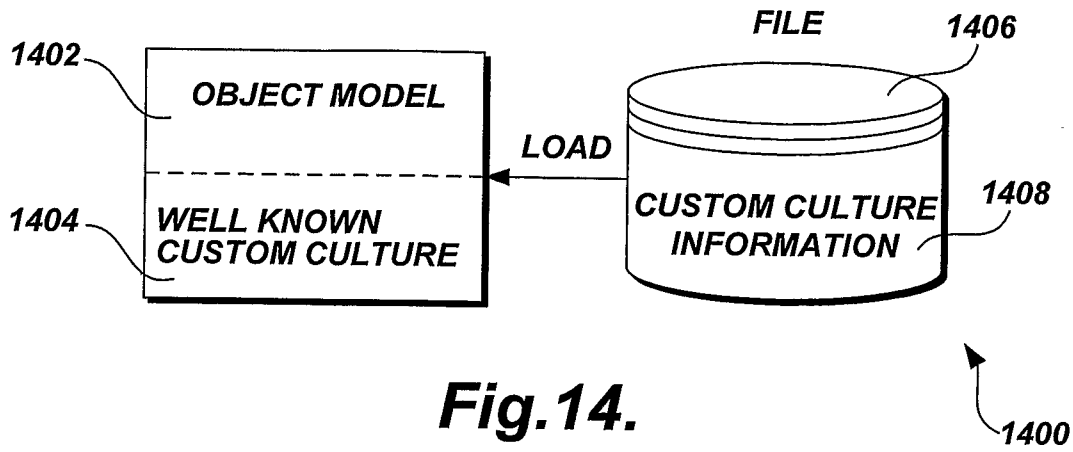 FILE
1402
1406
OBJECT MODEL
LOAD
1404
WELL KNOWN
CUSTOM CULTURE
CUSTOM CULTURE
INFORMATION
1408
Fig.14.
1400